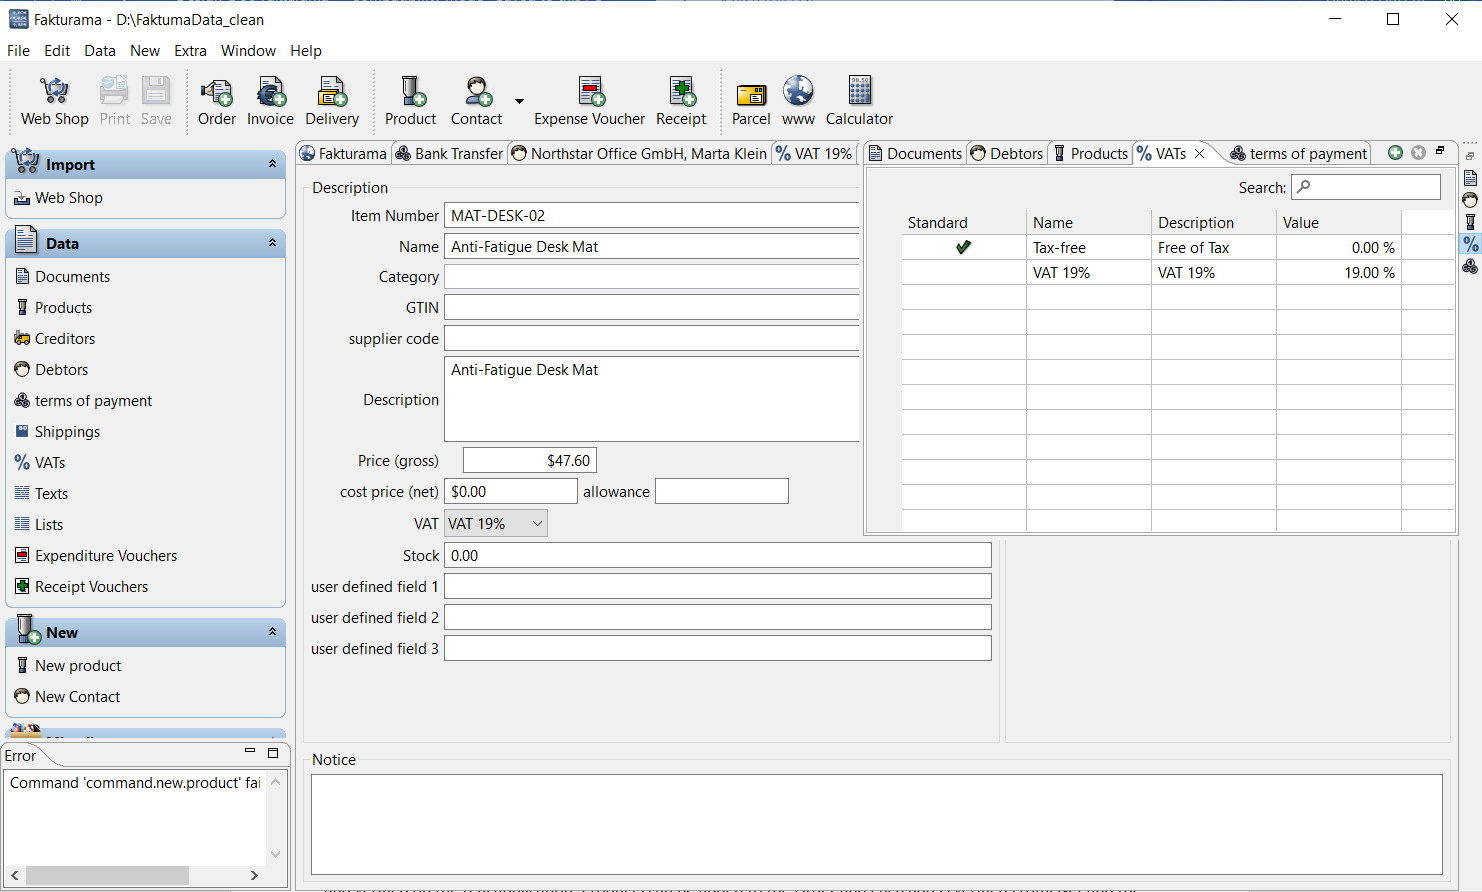 Fakturama - D:\FaktumaData_clean
File Edit Data New Extra Window Help
Web Shop Print Save Order Invoice Delivery Product Contact Expense Voucher Receipt Parcel www Calculator
98.50
Import
Web Shop
Data
Documents
Products
Creditors
Debtors
terms of payment
Shippings
VATs
Texts
Lists
Expenditure Vouchers
Receipt Vouchers
New
New product
New Contact
Error
Command 'command.new.product' fai
Fakturama Bank Transfer Northstar Office GmbH, Marta Klein VAT 19%
Description
Item Number MAT-DESK-02
Name Anti-Fatigue Desk Mat
Category
GTIN
supplier code
Description Anti-Fatigue Desk Mat
Price (gross) $47.60
cost price (net) $0.00 allowance
VAT VAT 19%
Stock 0.00
user defined field 1
user defined field 2
user defined field 3
Notice
Documents Debtors Products VATs terms of payment
Search:
Standard Name Description Value
Tax-free Free of Tax 0.00 %
VAT 19% VAT 19% 19.00 %